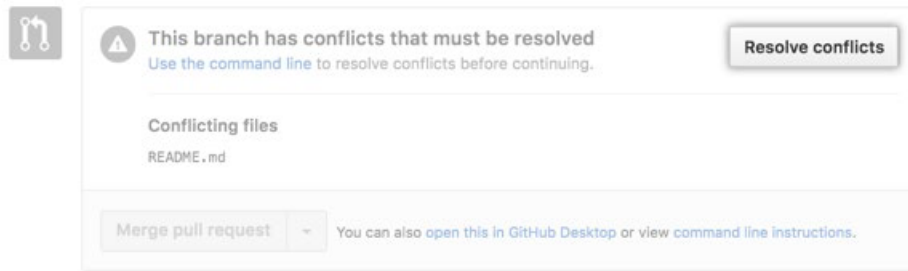 This branch has conflicts that must be resolved
Resolve conflicts
Use the command line to resolve conflicts before continuing.
Conflicting files
README.md
Merge pull request
You can also open this in GitHub Desktop or view command line instructions.